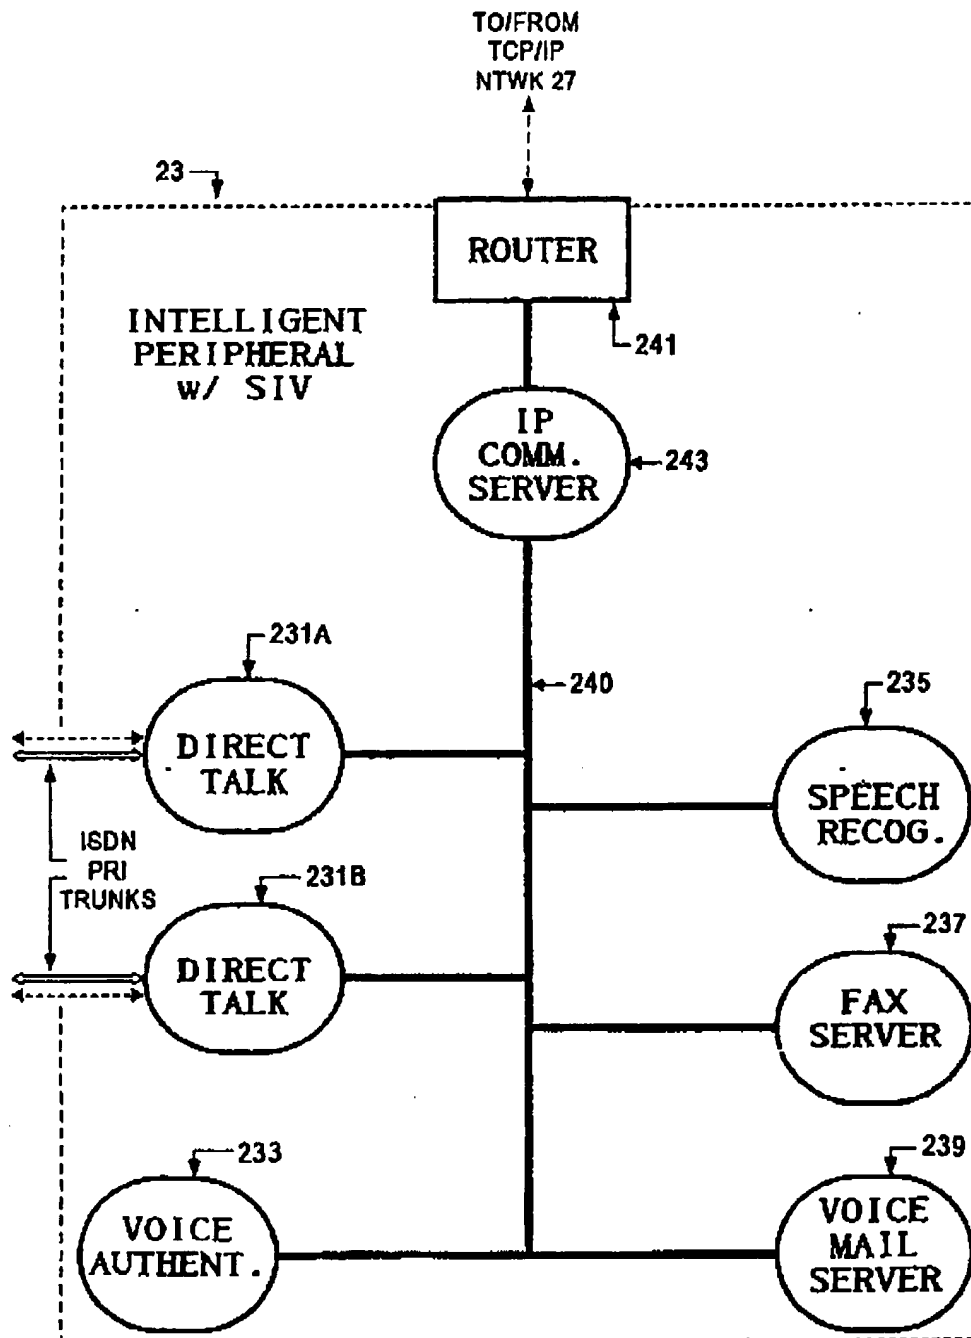 TO/FROM
TCP/IP
NTWK 27
23
ROUTER
241
INTELLIGENT
PERIPHERAL
w/ SIV
IP
COMM.
SERVER
243
231A
240
235
DIRECT
TALK
SPEECH
RECOG.
ISDN
PRI
TRUNKS
231B
237
DIRECT
TALK
FAX
SERVER
233
239
VOICE
AUTHENT.
VOICE
MAIL
SERVER